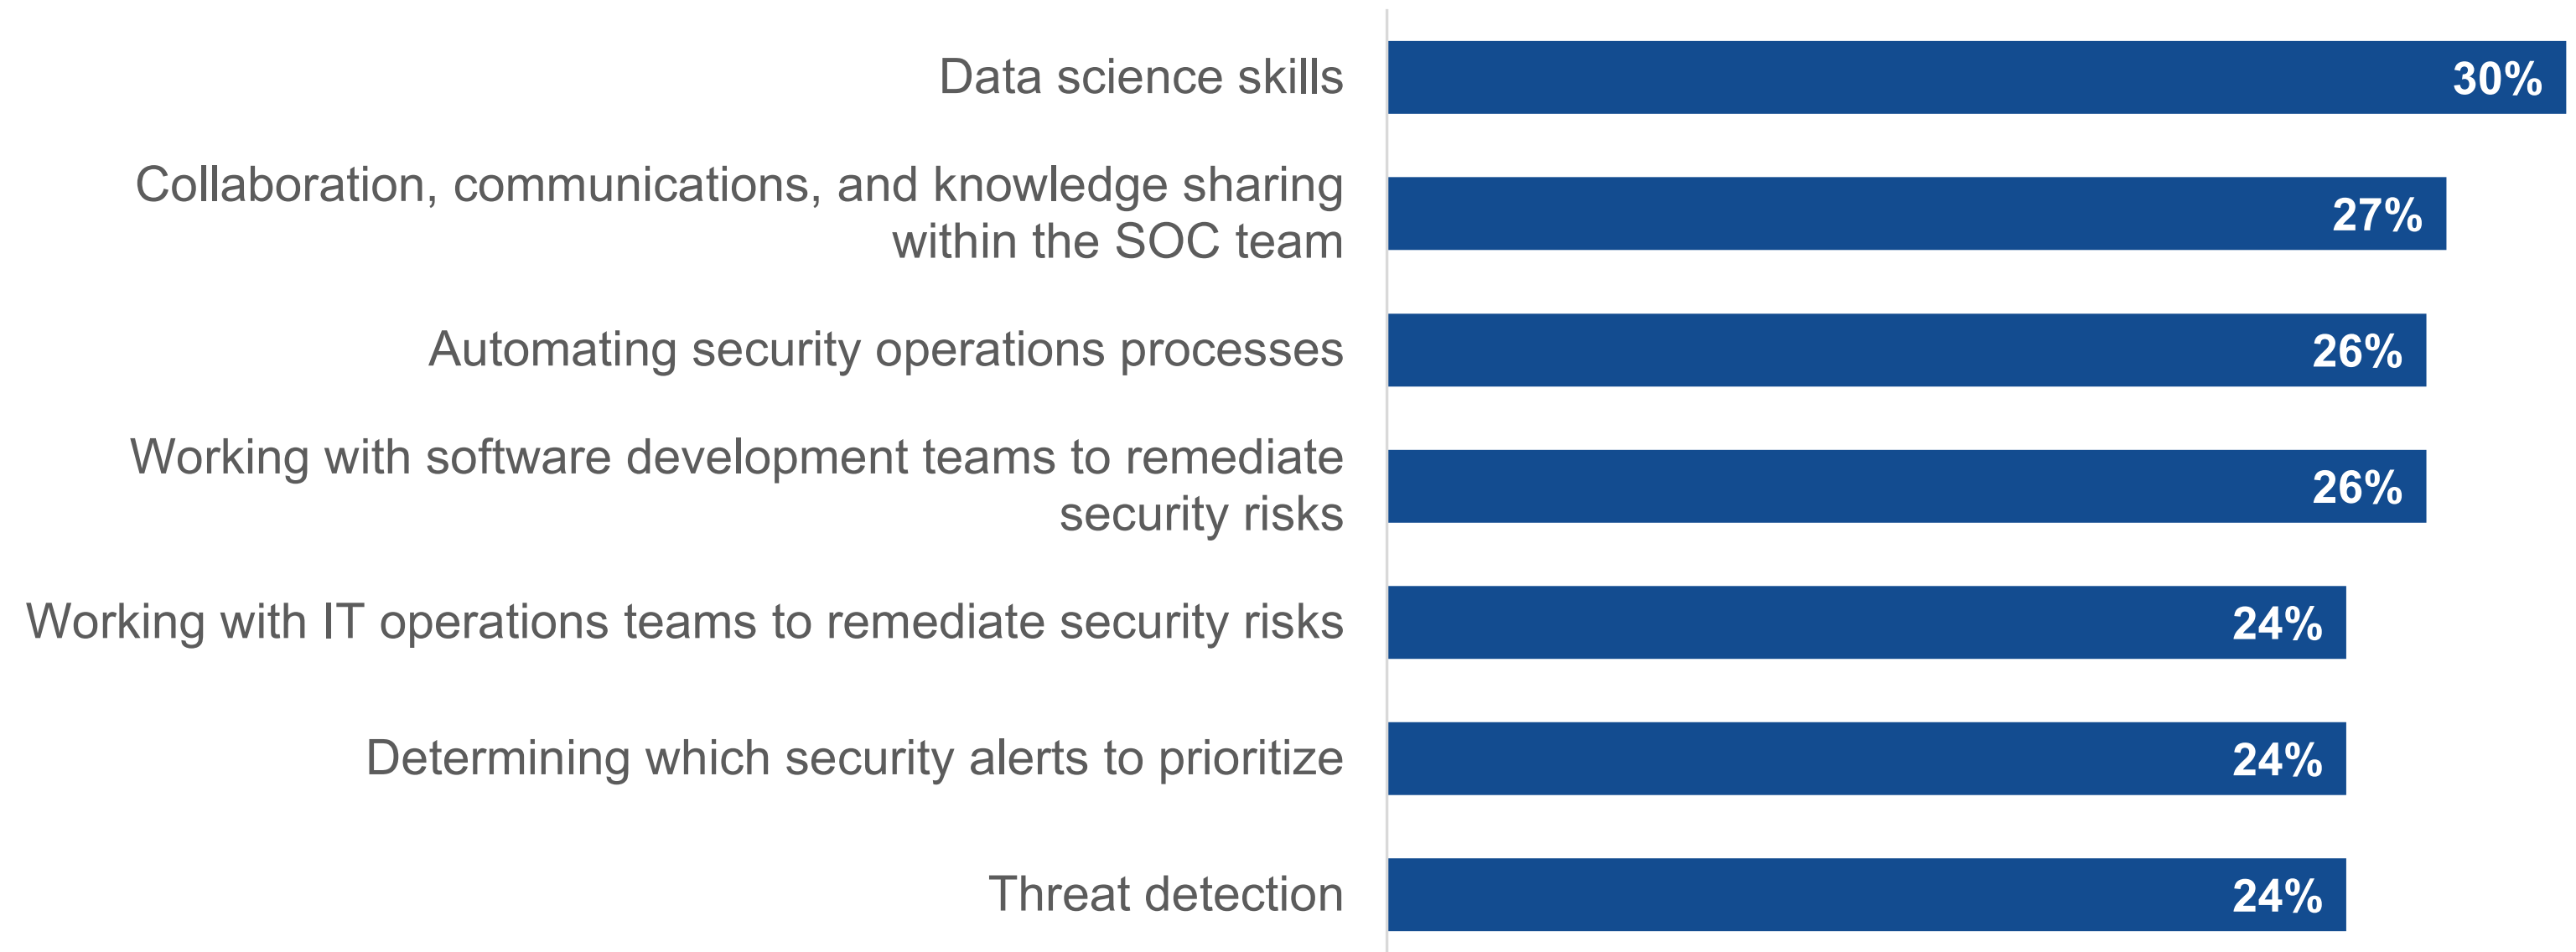 Data science skills
30%
Collaboration, communications, and knowledge sharing
within the SOC team
27%
Automating security operations processes
26%
Working with software development teams to remediate
security risks
26%
Working with IT operations teams to remediate security risks
24%
Determining which security alerts to prioritize
24%
Threat detection
24%